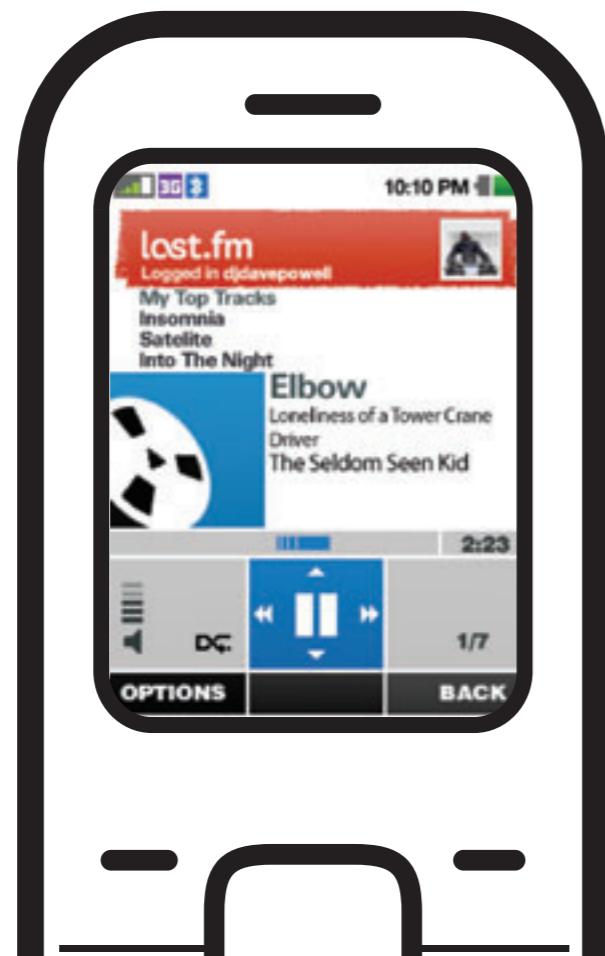 3G 10:10 PM
last.fm
Logged in djdavepowell
My Top Tracks
Insomnia
Satelite
Into The Night
Elbow
Loneliness of a Tower Crane
Driver
The Seldom Seen Kid
2:23
1/7
OPTIONS BACK